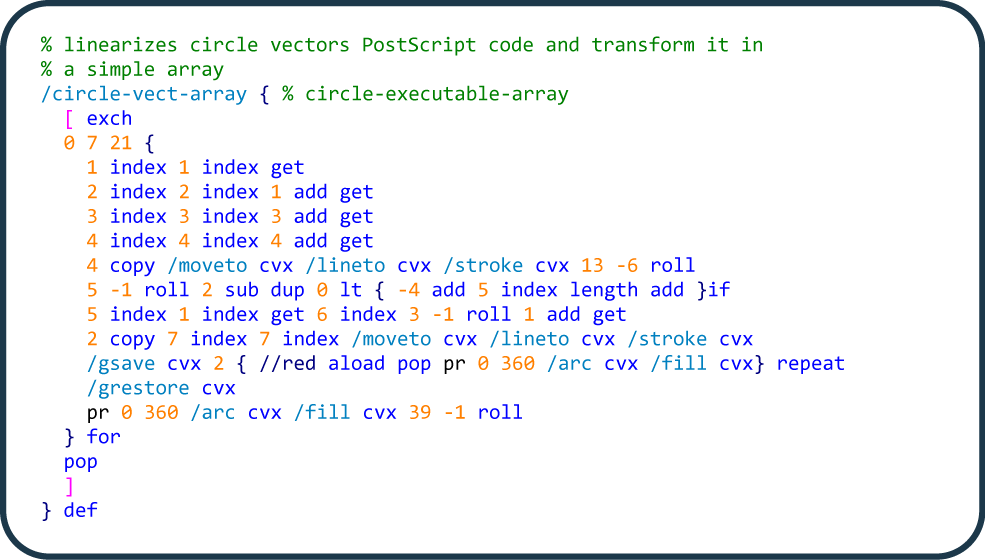 % linearizes circle vectors PostScript code and transform it in
% a simple array
/circle-vect-array { % circle-executable-array
  [ exch
  0 7 21 {
    1 index 1 index get
    2 index 2 index 1 add get
    3 index 3 index 3 add get
    4 index 4 index 4 add get
    4 copy /moveto cvx /lineto cvx /stroke cvx 13 -6 roll
    5 -1 roll 2 sub dup 0 lt { -4 add 5 index length add }if
    5 index 1 index get 6 index 3 -1 roll 1 add get
    2 copy 7 index 7 index /moveto cvx /lineto cvx /stroke cvx
    /gsave cvx 2 { //red aload pop pr 0 360 /arc cvx /fill cvx} repeat
    /grestore cvx
    pr 0 360 /arc cvx /fill cvx 39 -1 roll
  } for
  pop
  ]
} def